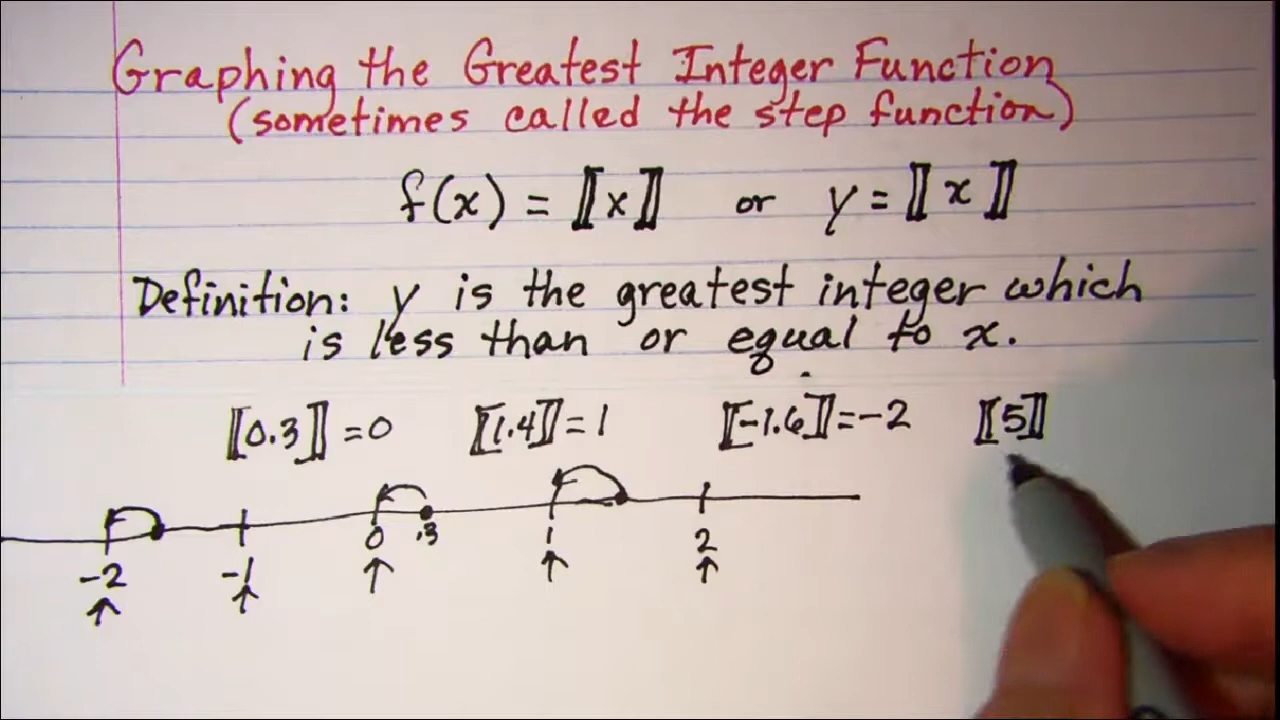 Graphing the Greatest Integer Function
(sometimes called the step function)
f(x) = ⟦x⟧ or y = ⟦x⟧
Definition: y is the greatest integer which
is less than or equal to x.
⟦0.3⟧ = 0 ⟦1.4⟧ = 1 ⟦-1.6⟧ = -2 ⟦5⟧
-2 -1 0 .3 1 2